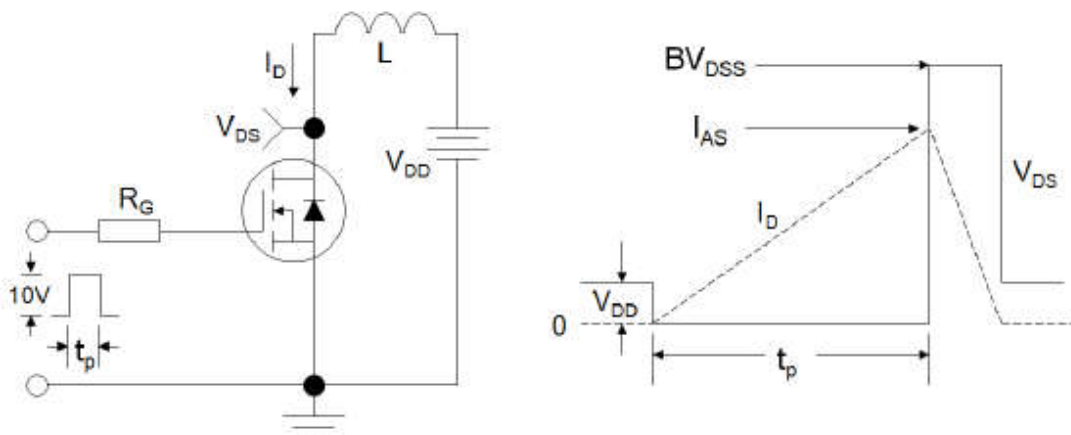 L
I_D
V_DS
V_DD
R_G
10V
t_p
BV_DSS
I_AS
V_DS
I_D
V_DD
0
t_p